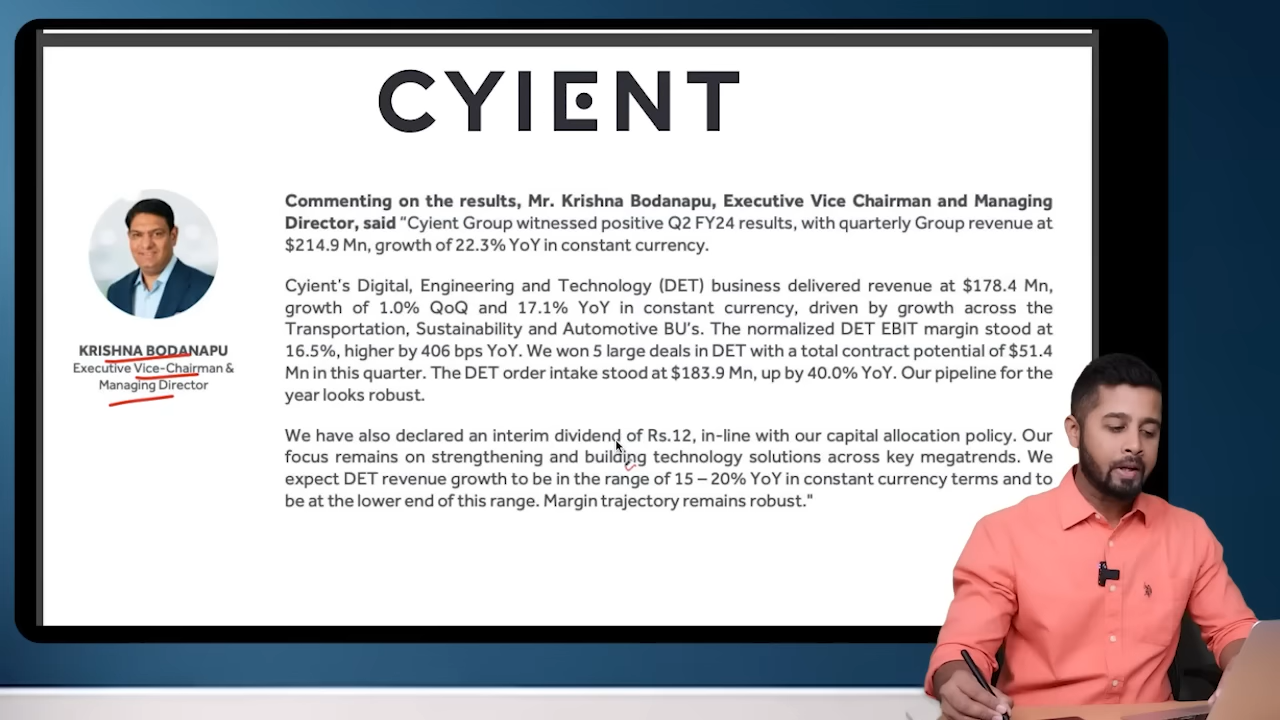 CYIENT
KRISHNA BODANAPU
Executive Vice-Chairman &
Managing Director
Commenting on the results, Mr. Krishna Bodanapu, Executive Vice Chairman and Managing
Director, said “Cyient Group witnessed positive Q2 FY24 results, with quarterly Group revenue at
$214.9 Mn, growth of 22.3% YoY in constant currency.
Cyient's Digital, Engineering and Technology (DET) business delivered revenue at $178.4 Mn,
growth of 1.0% QoQ and 17.1% YoY in constant currency, driven by growth across the
Transportation, Sustainability and Automotive BU's. The normalized DET EBIT margin stood at
16.5%, higher by 406 bps YoY. We won 5 large deals in DET with a total contract potential of $51.4
Mn in this quarter. The DET order intake stood at $183.9 Mn, up by 40.0% YoY. Our pipeline for the
year looks robust.
We have also declared an interim dividend of Rs.12, in-line with our capital allocation policy. Our
focus remains on strengthening and building technology solutions across key megatrends. We
expect DET revenue growth to be in the range of 15 – 20% YoY in constant currency terms and to
be at the lower end of this range. Margin trajectory remains robust."